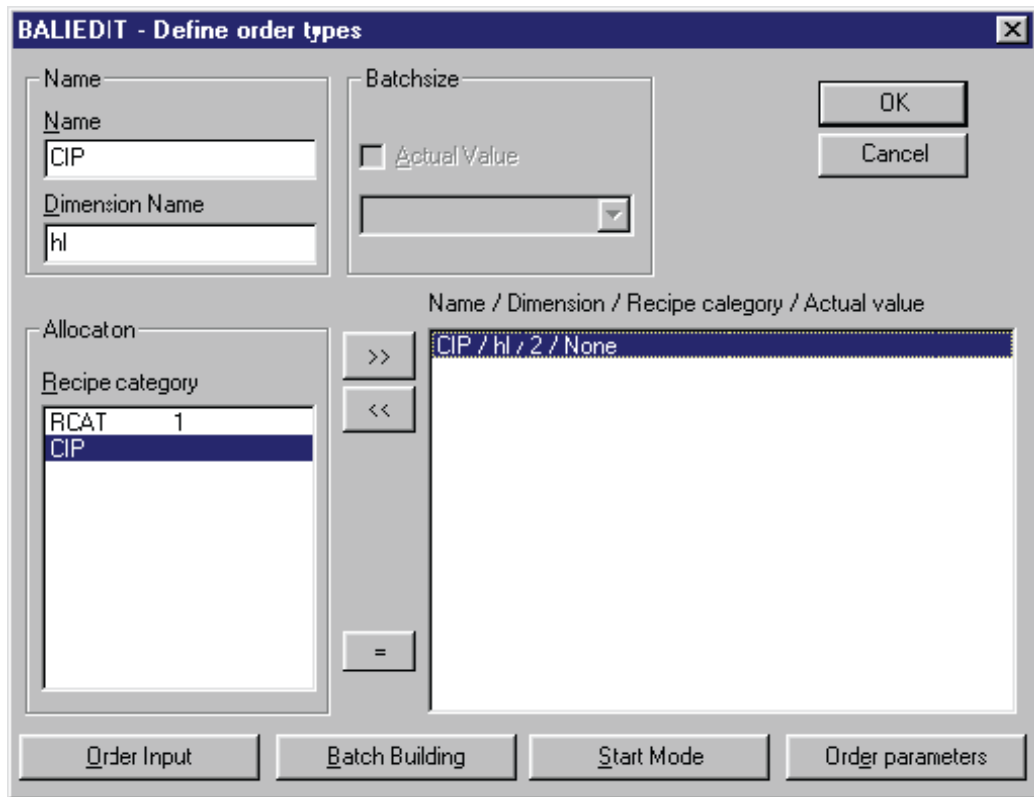 BALIEDIT - Define order types
Name
Name
CIP
Dimension Name
hl
Batchsize
Actual Value
OK
Cancel
Allocaton
Recipe category
RCAT 1
CIP
>>
<<
=
Name / Dimension / Recipe category / Actual value
CIP / hl / 2 / None
Order Input
Batch Building
Start Mode
Order parameters